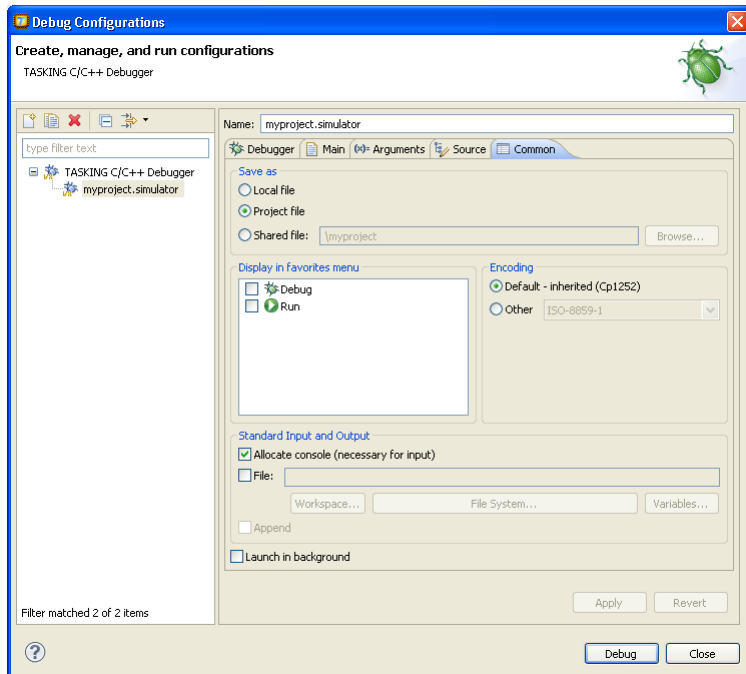 Debug Configurations
Create, manage, and run configurations
TASKING C/C++ Debugger
type filter text
TASKING C/C++ Debugger
myproject.simulator
Filter matched 2 of 2 items
Name: myproject.simulator
Debugger Main (x)= Arguments Source Common
Save as
Local file
Project file
Shared file: \myproject Browse...
Display in favorites menu
Debug
Run
Encoding
Default - inherited (Cp1252)
Other ISO-8859-1
Standard Input and Output
Allocate console (necessary for input)
File:
Workspace... File System... Variables...
Append
Launch in background
Apply Revert
? Debug Close